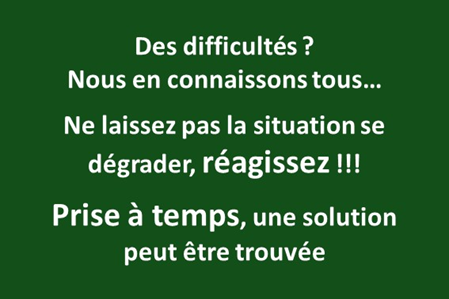 Des difficultés ?
Nous en connaissons tous...
Ne laissez pas la situation se
dégrader, réagissez !!!
Prise à temps, une solution
peut être trouvée